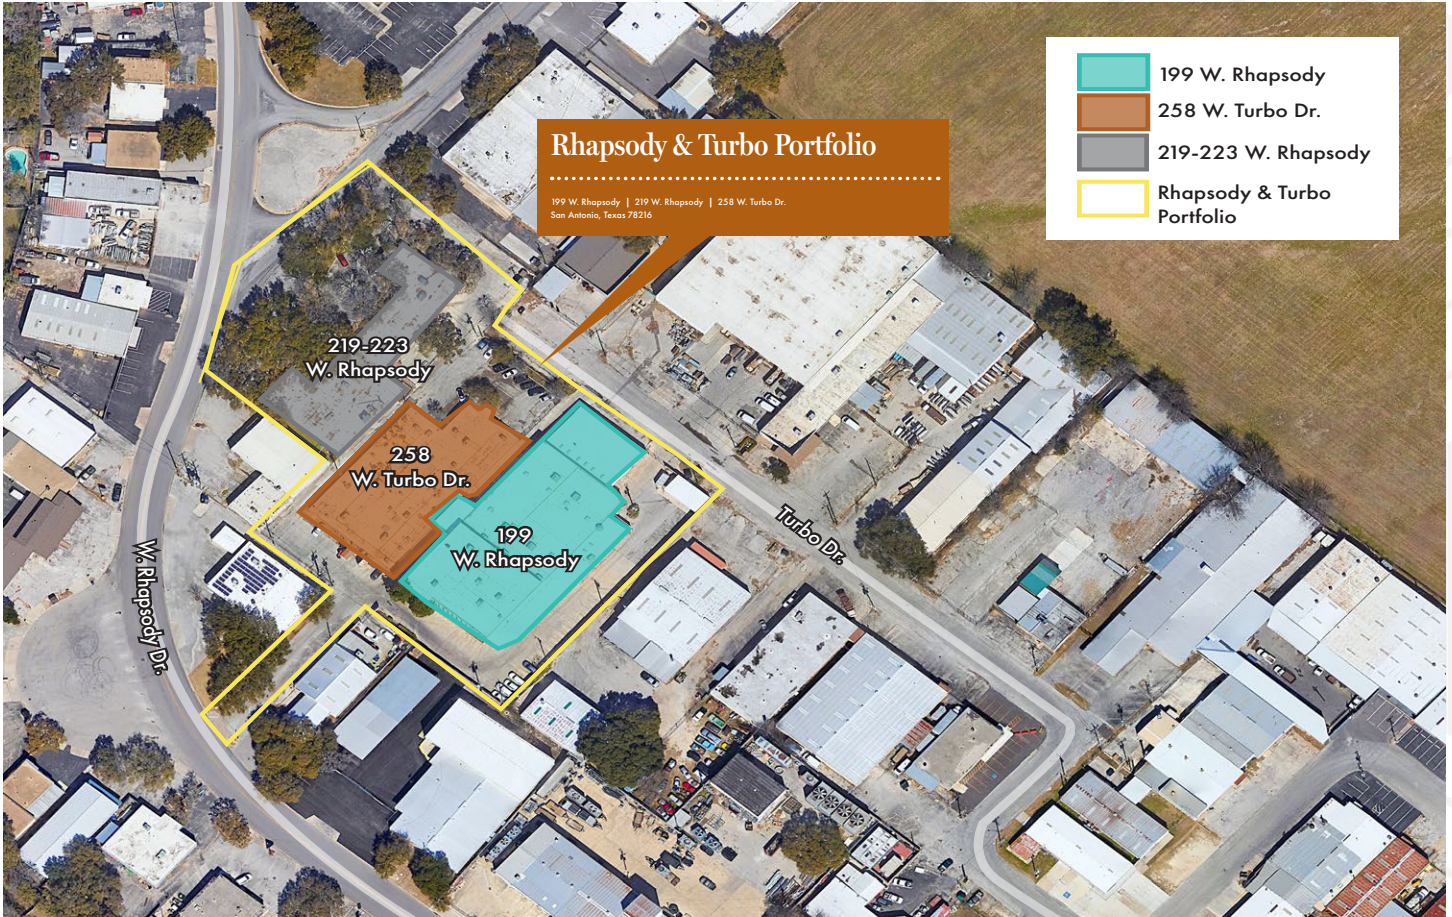 Rhapsody & Turbo Portfolio
199 W. Rhapsody | 219 W. Rhapsody | 258 W. Turbo Dr.
San Antonio, Texas 78216
199 W. Rhapsody
258 W. Turbo Dr.
219-223 W. Rhapsody
Rhapsody & Turbo
Portfolio
219-223
W. Rhapsody
258
W. Turbo Dr.
199
W. Rhapsody
Turbo Dr.
W. Rhapsody Dr.